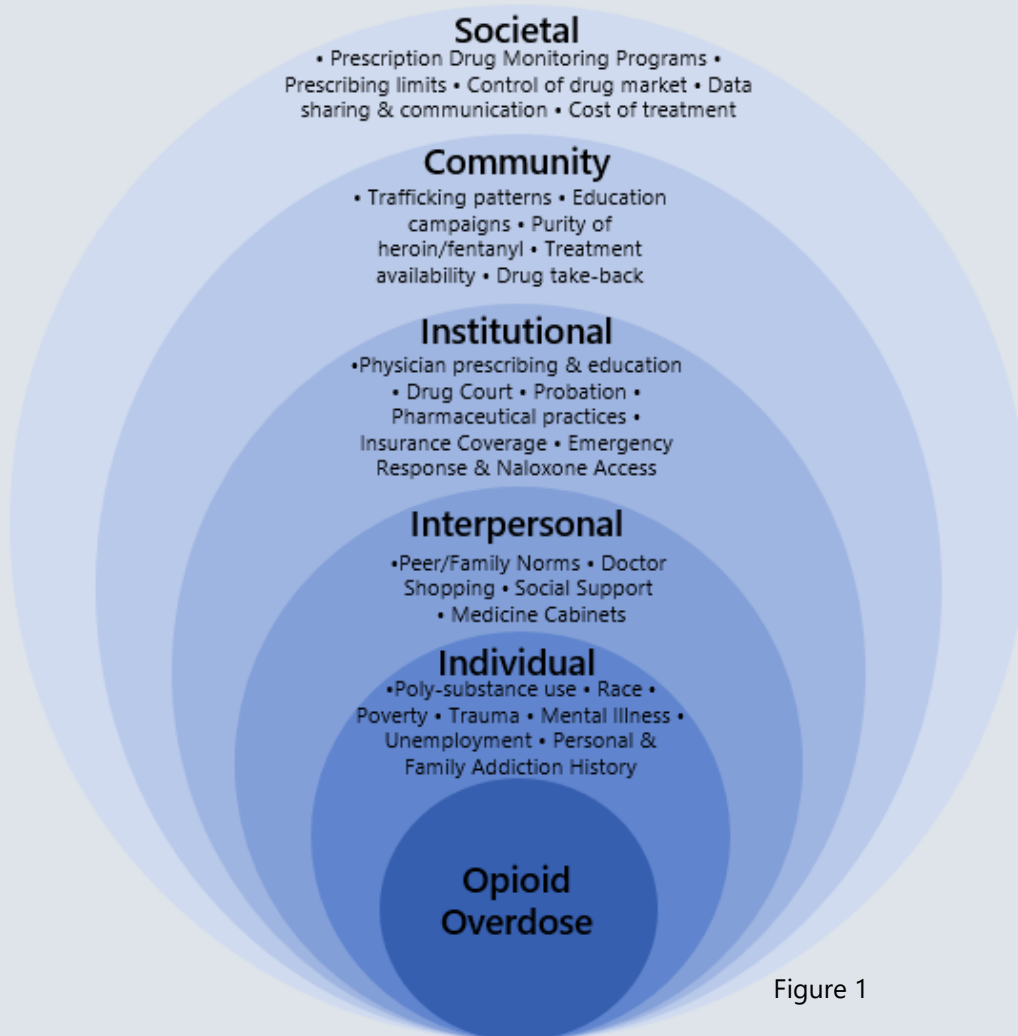 Societal
• Prescription Drug Monitoring Programs •
Prescribing limits • Control of drug market • Data
sharing & communication • Cost of treatment
Community
• Trafficking patterns • Education
campaigns • Purity of
heroin/fentanyl • Treatment
availability • Drug take-back
Institutional
•Physician prescribing & education
• Drug Court • Probation •
Pharmaceutical practices •
Insurance Coverage • Emergency
Response & Naloxone Access
Interpersonal
•Peer/Family Norms • Doctor
Shopping • Social Support
• Medicine Cabinets
Individual
•Poly-substance use • Race •
Poverty • Trauma • Mental Illness •
Unemployment • Personal &
Family Addiction History
Opioid
Overdose
Figure 1